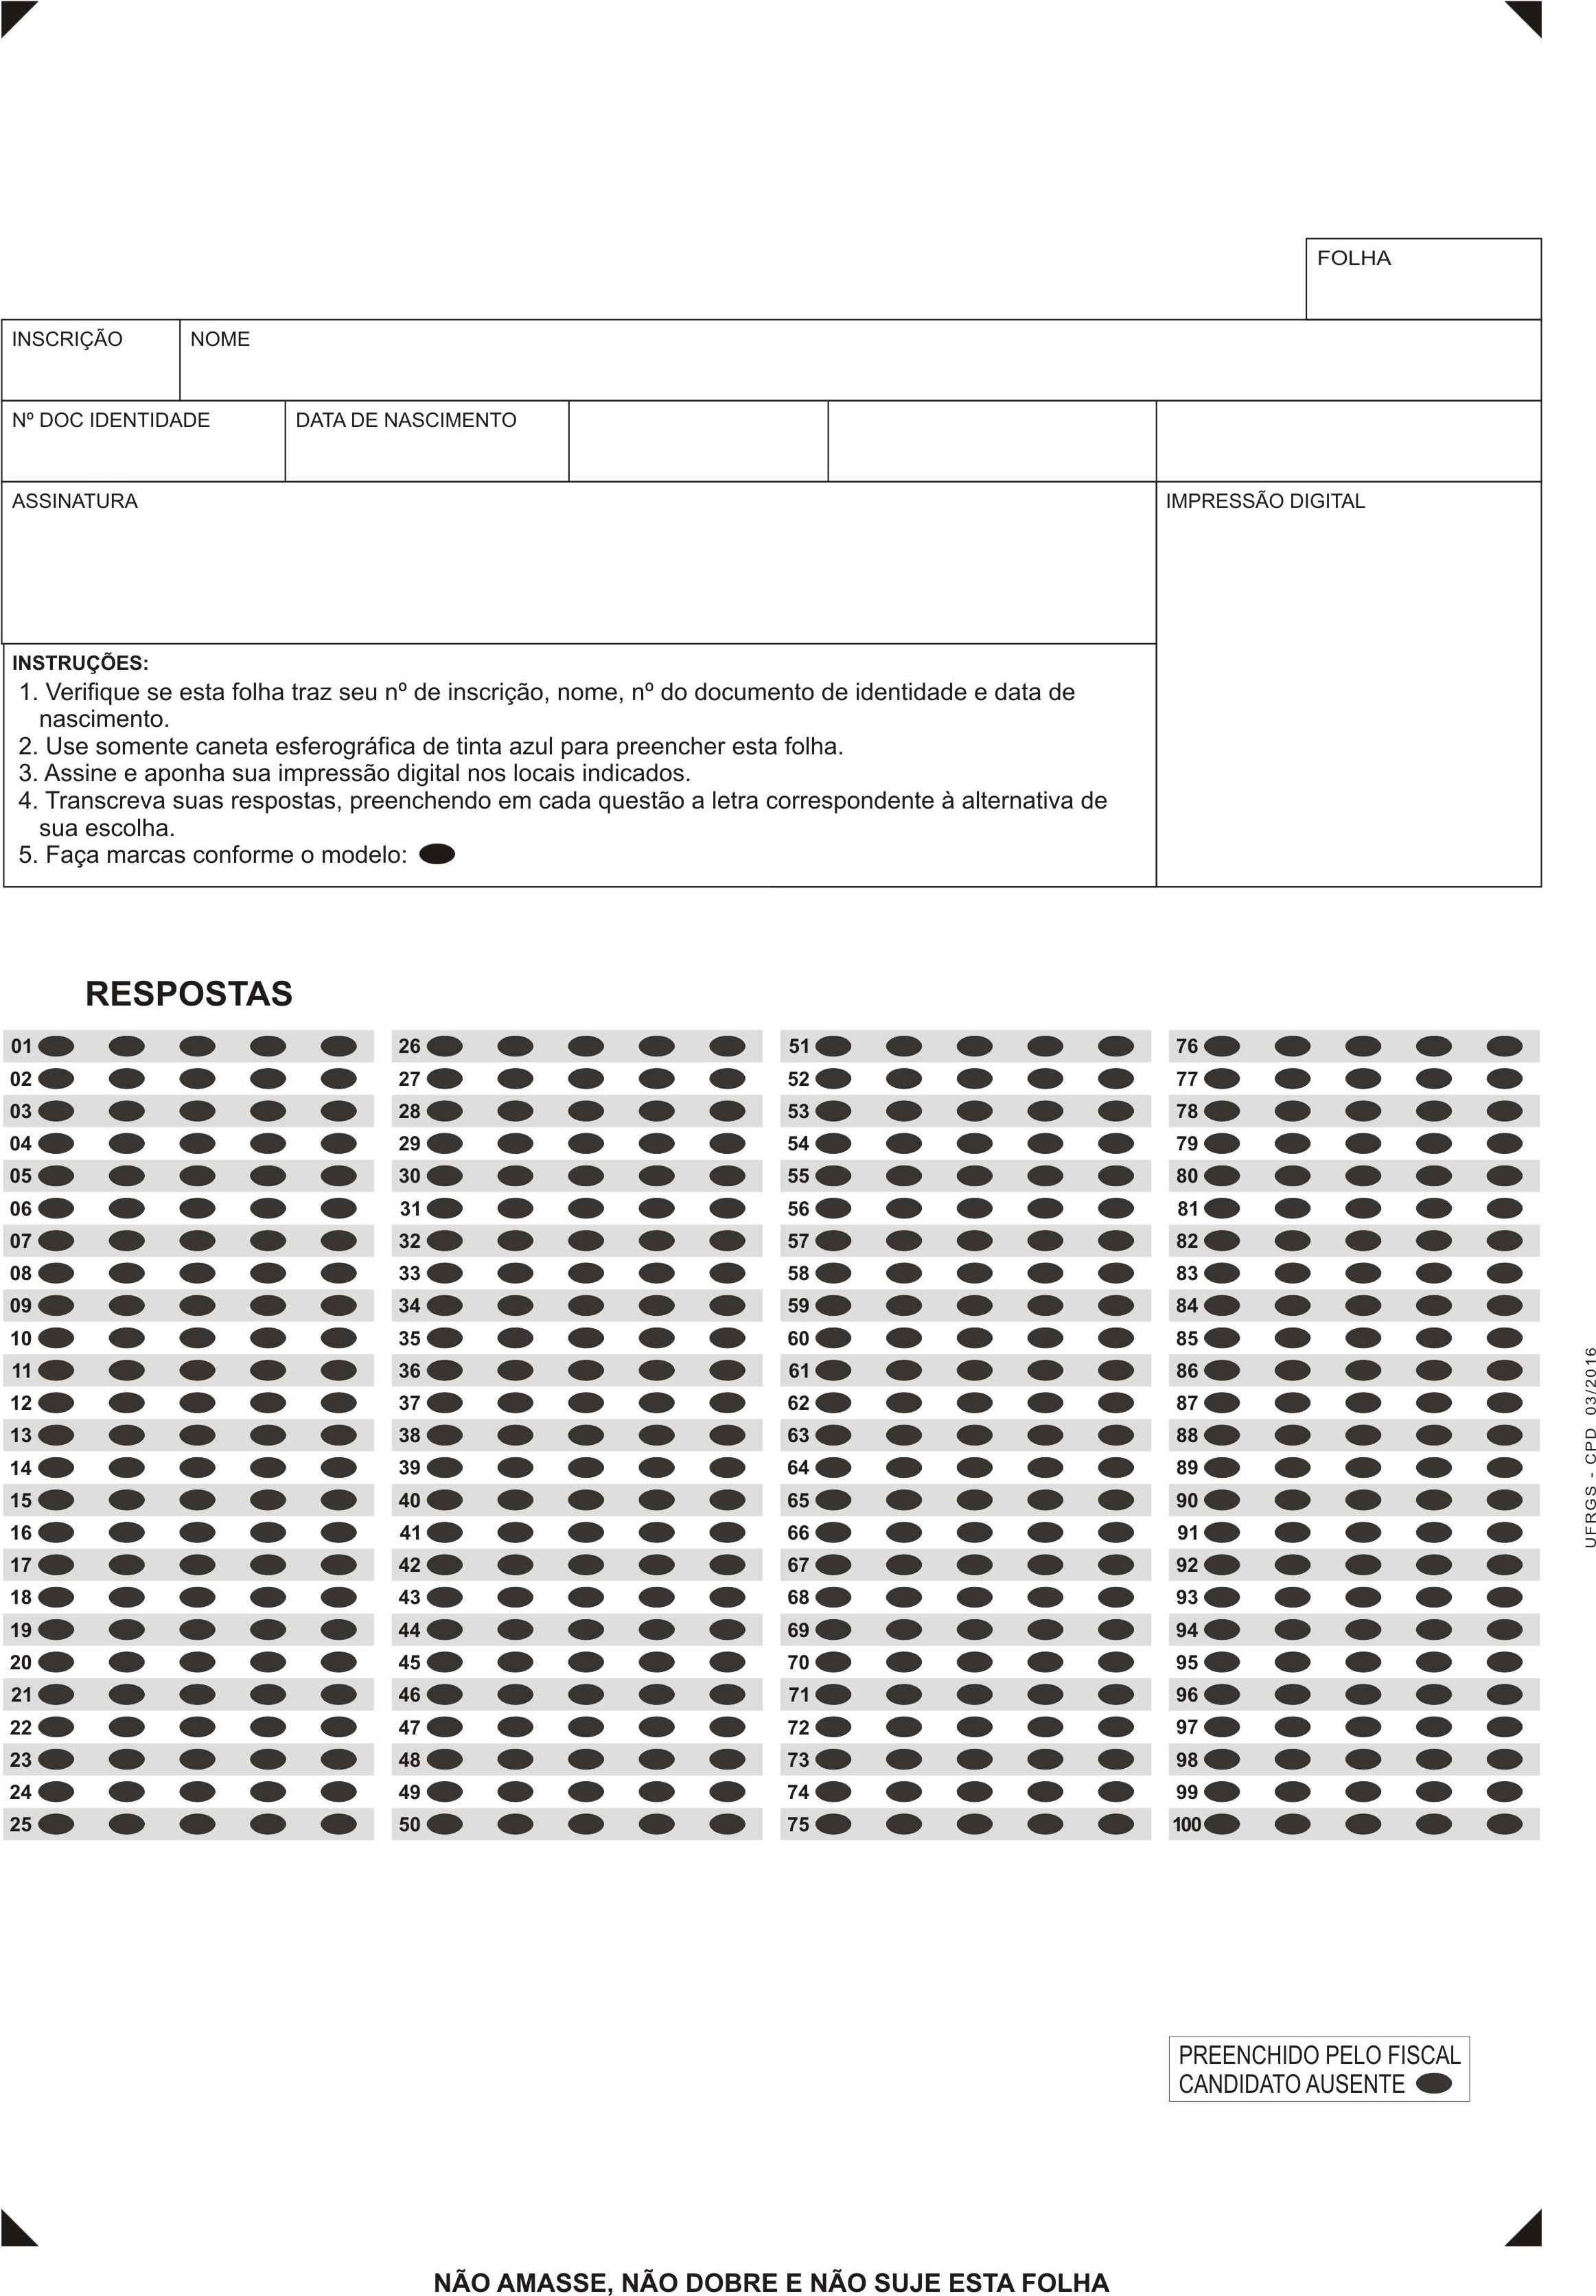 FOLHA
INSCRIÇÃO NOME
Nº DOC IDENTIDADE DATA DE NASCIMENTO
ASSINATURA IMPRESSÃO DIGITAL
INSTRUÇÕES:
1. Verifique se esta folha traz seu nº de inscrição, nome, nº do documento de identidade e data de
nascimento.
2. Use somente caneta esferográfica de tinta azul para preencher esta folha.
3. Assine e aponha sua impressão digital nos locais indicados.
4. Transcreva suas respostas, preenchendo em cada questão a letra correspondente à alternativa de
sua escolha.
5. Faça marcas conforme o modelo:
RESPOSTAS
01 26 51 76
02 27 52 77
03 28 53 78
04 29 54 79
05 30 55 80
06 31 56 81
07 32 57 82
08 33 58 83
09 34 59 84
10 35 60 85
11 36 61 86
12 37 62 87
13 38 63 88
14 39 64 89
15 40 65 90
16 41 66 91
17 42 67 92
18 43 68 93
19 44 69 94
20 45 70 95
21 46 71 96
22 47 72 97
23 48 73 98
24 49 74 99
25 50 75 100
UFRGS - CPD 03/2016
PREENCHIDO PELO FISCAL
CANDIDATO AUSENTE
NÃO AMASSE, NÃO DOBRE E NÃO SUJE ESTA FOLHA